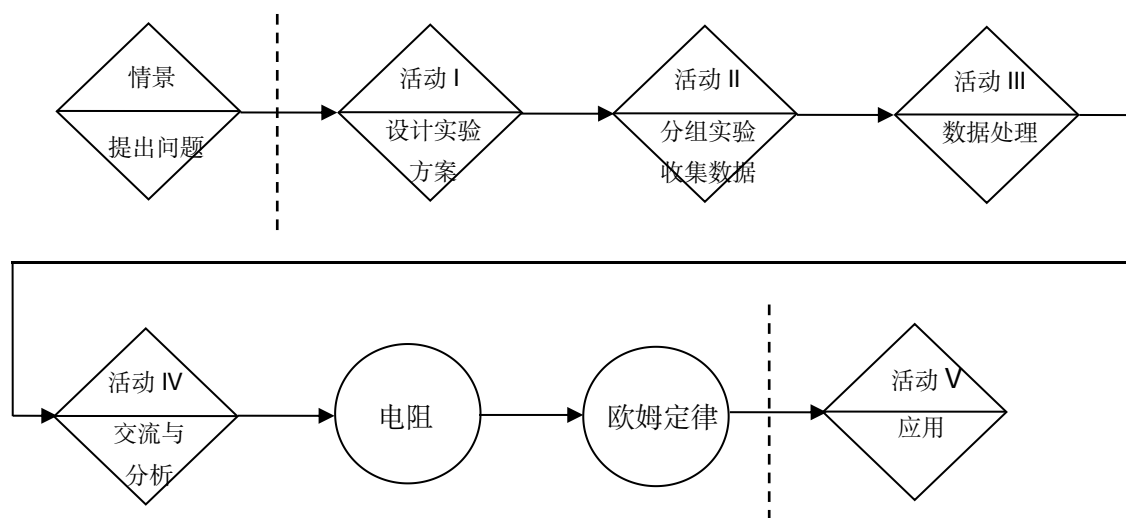 情景
提出问题
活动 I
设计实验
方案
活动 II
分组实验
收集数据
活动 III
数据处理
活动 IV
交流与
分析
电阻
欧姆定律
活动 V
应用